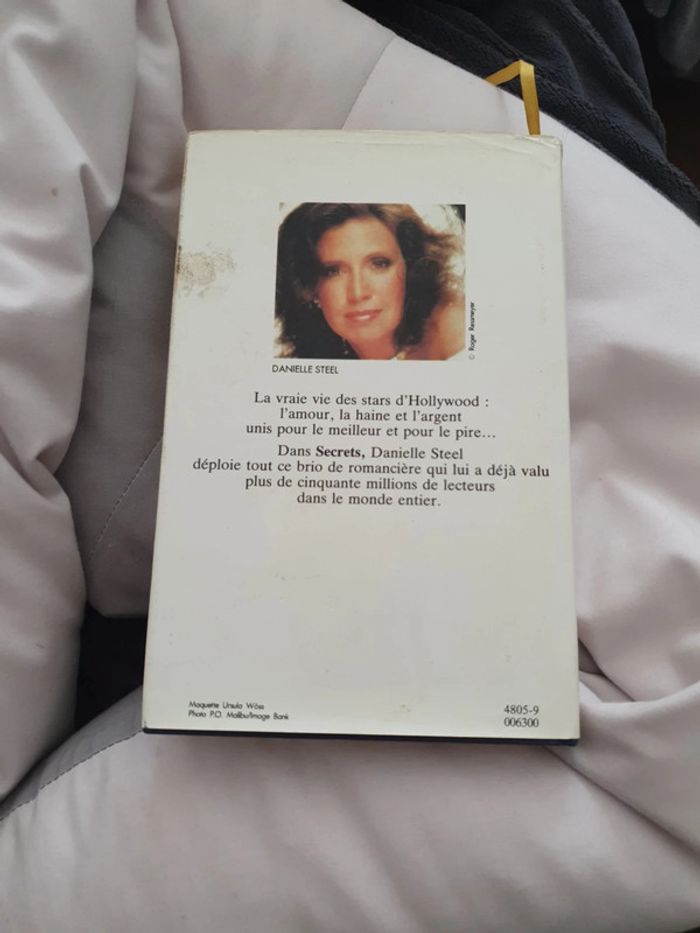 © Roger Ressmeyer
DANIELLE STEEL
La vraie vie des stars d'Hollywood :
l'amour, la haine et l'argent
unis pour le meilleur et pour le pire...
Dans Secrets, Danielle Steel
déploie tout ce brio de romancière qui lui a déjà valu
plus de cinquante millions de lecteurs
dans le monde entier.
Maquette Ursula Wöss
Photo P.O. Malibu/Image Bank
4805-9
006300